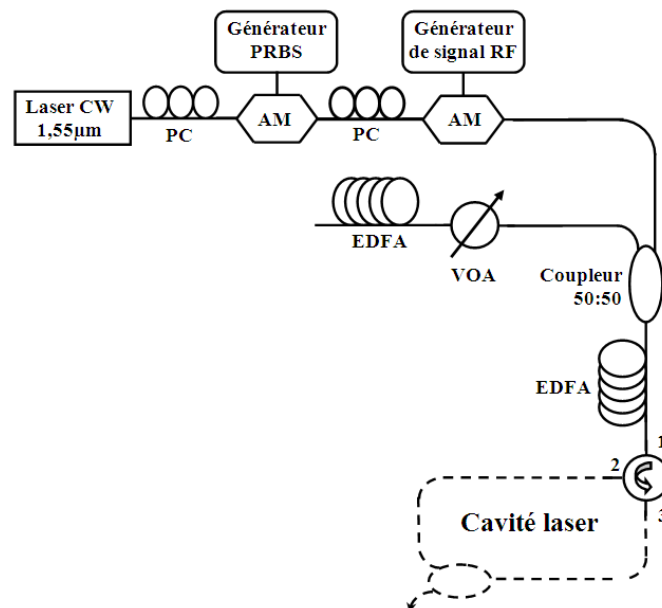 Générateur
PRBS
Générateur
de signal RF
Laser CW
1,55µm
PC
AM
PC
AM
EDFA
VOA
Coupleur
50:50
EDFA
1
2
3
Cavité laser